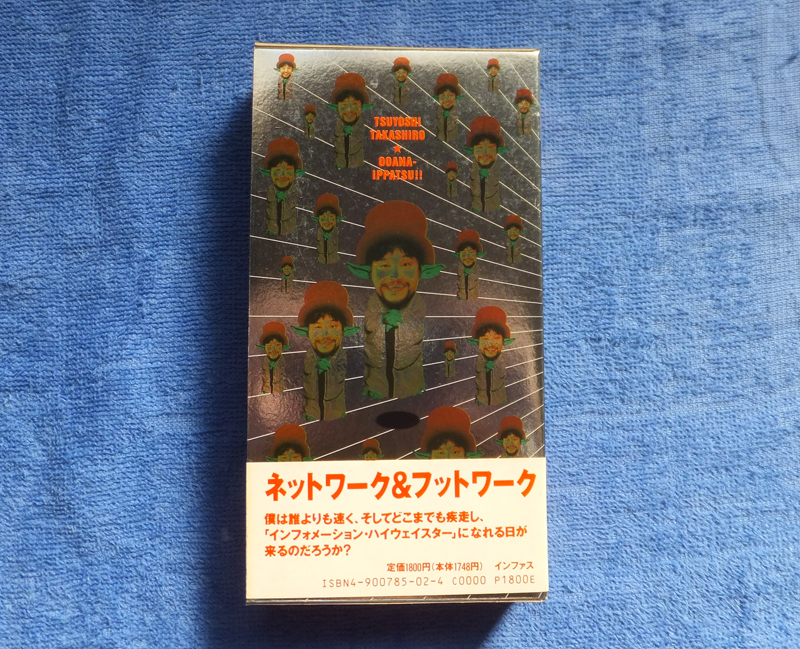 TSUYOSHI
TAKASHIRO
★
OOANA-
IPPATSU!!
ネットワーク&フットワーク
僕は誰よりも速く、そしてどこまでも疾走し、
「インフォメーション・ハイウェイスター」になれる日が
来るのだろうか?
定価1800円(本体1748円) インファス
ISBN4-900785-02-4 C0000 P1800E